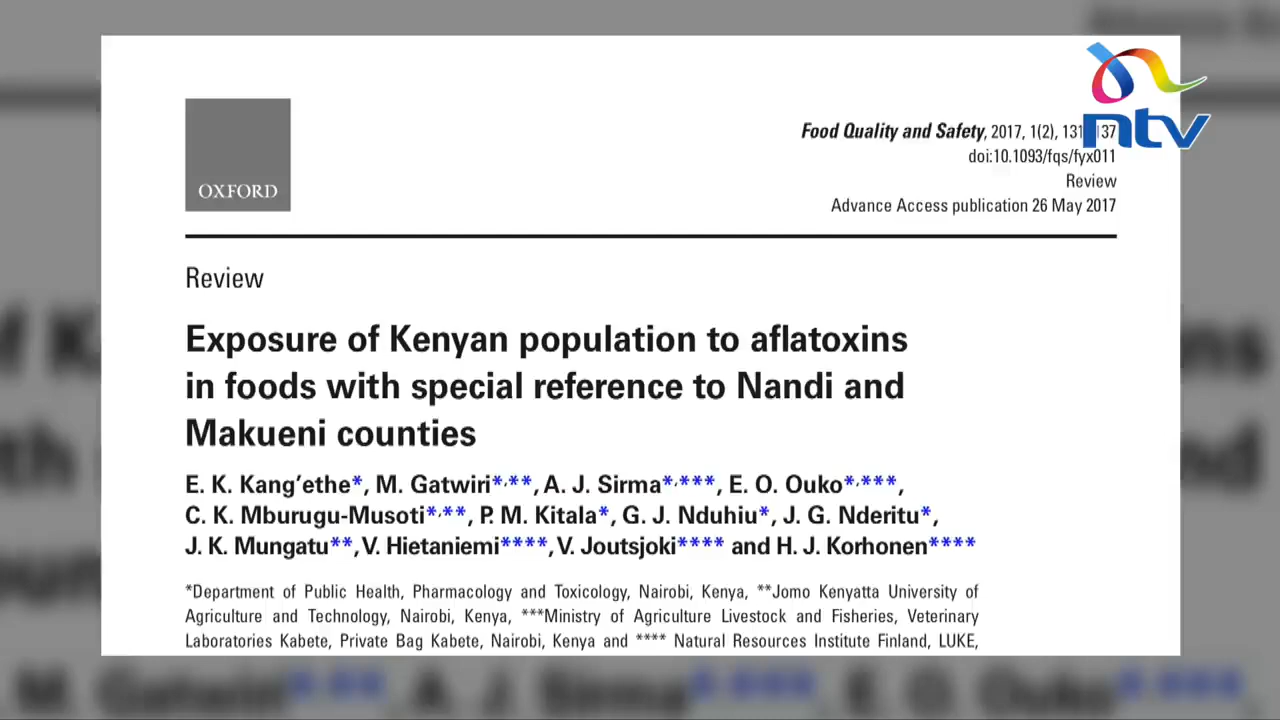 OXFORD
Food Quality and Safety, 2017, 1(2), 131 137
doi:10.1093/fqs/fyx011
Review
Advance Access publication 26 May 2017
ntv
Review
Exposure of Kenyan population to aflatoxins
in foods with special reference to Nandi and
Makueni counties
E. K. Kang’ethe*, M. Gatwiri*,**, A. J. Sirma*,***, E. O. Ouko*,***,
C. K. Mburugu-Musoti*,**, P. M. Kitala*, G. J. Nduhiu*, J. G. Nderitu*,
J. K. Mungatu**, V. Hietaniemi****, V. Joutsjoki**** and H. J. Korhonen****
*Department of Public Health, Pharmacology and Toxicology, Nairobi, Kenya, **Jomo Kenyatta University of
Agriculture and Technology, Nairobi, Kenya, ***Ministry of Agriculture Livestock and Fisheries, Veterinary
Laboratories Kabete, Private Bag Kabete, Nairobi, Kenya and **** Natural Resources Institute Finland, LUKE,